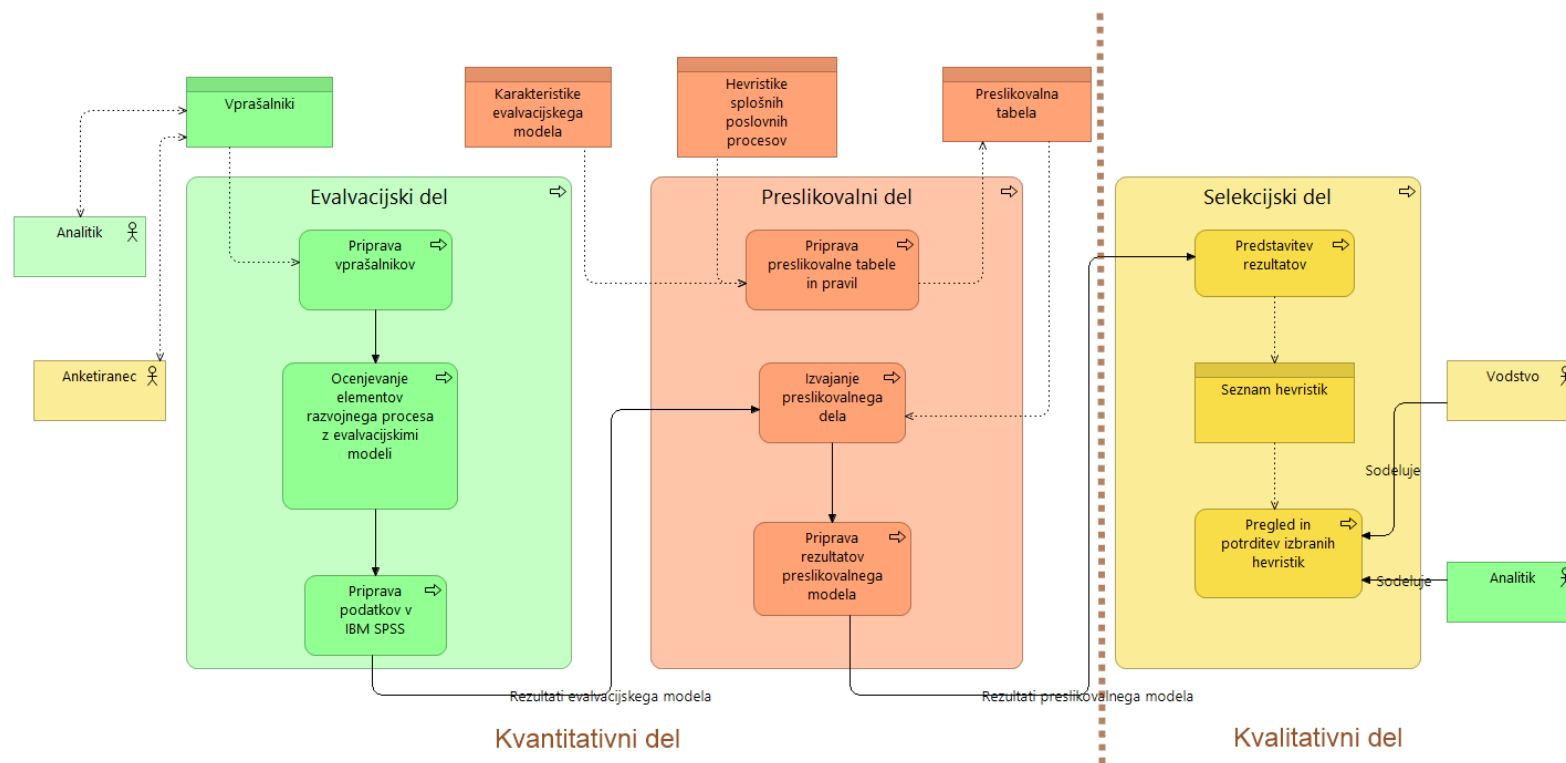 Vprašalniki
Karakteristike
evalvacijskega
modela
Hevristike
splošnih
poslovnih
procesov
Preslikovalna
tabela
Analitik
Anketiranec
Evalvacijski del
Priprava
vprašalnikov
Ocenjevanje
elementov
razvojnega procesa
z evalvacijskimi
modeli
Priprava
podatkov v
IBM SPSS
Rezultati evalvacijskega modela
Preslikovalni del
Priprava
preslikovalne tabele
in pravil
Izvajanje
preslikovalnega
dela
Priprava
rezultatov
preslikovalnega
modela
Rezultati preslikovalnega modela
Selekcijski del
Predstavitev
rezultatov
Seznam hevristik
Pregled in
potrditev izbranih
hevristik
Vodstvo
Sodeluje
Analitik
Sodeluje
Kvantitativni del
Kvalitativni del